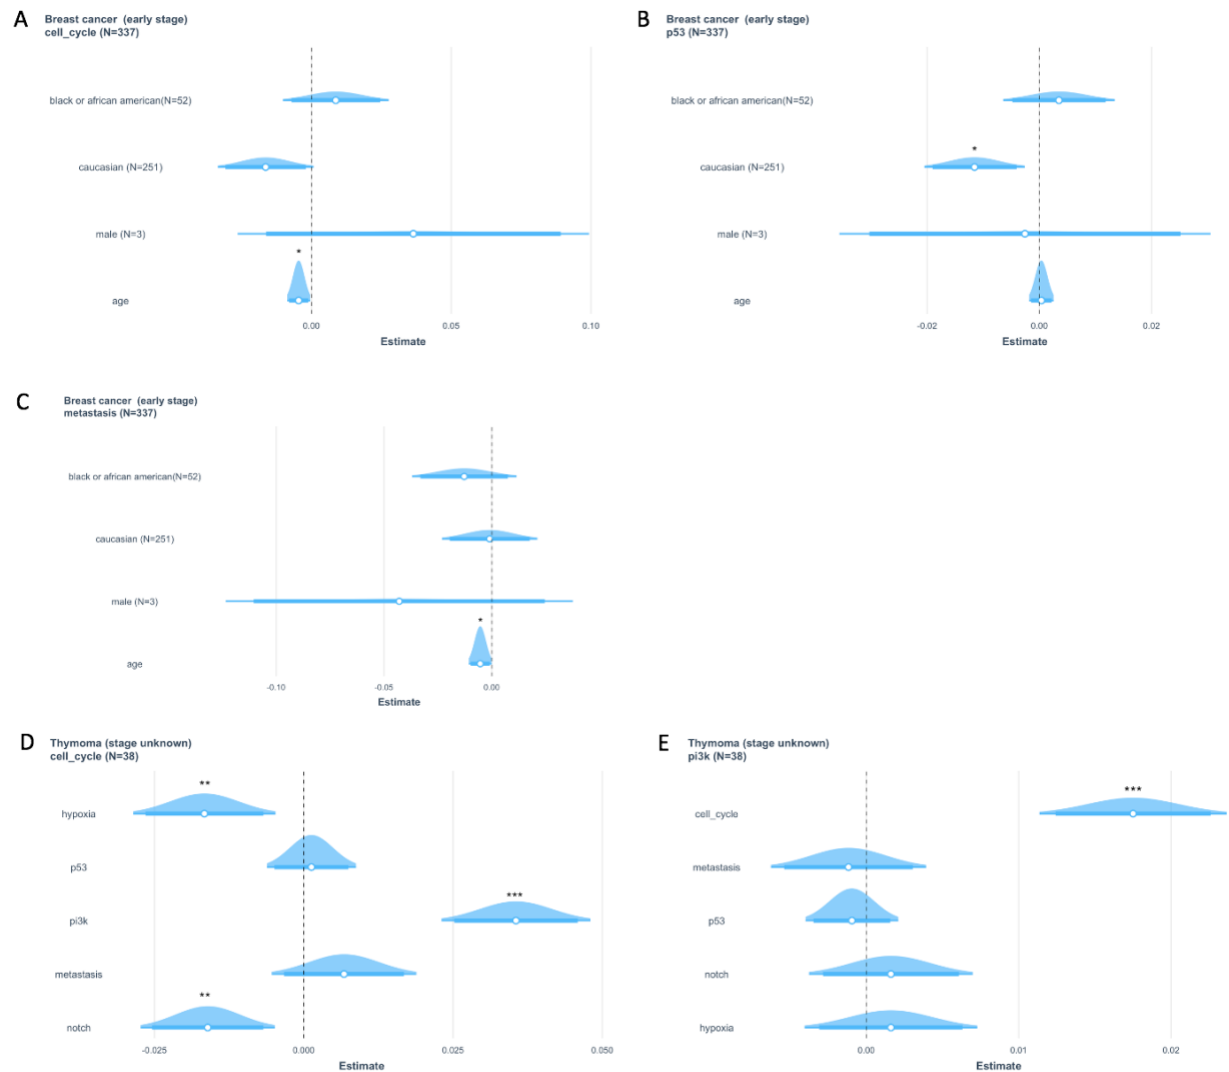 A
Breast cancer  (early stage)
cell_cycle (N=337)
black or african american(N=52)
caucasian (N=251)
male (N=3)
*
age
0.00 0.05 0.10
Estimate
B
Breast cancer  (early stage)
p53 (N=337)
black or african american(N=52)
*
caucasian (N=251)
male (N=3)
age
-0.02 0.00 0.02
Estimate
C
Breast cancer  (early stage)
metastasis (N=337)
black or african american(N=52)
caucasian (N=251)
male (N=3)
*
age
-0.10 -0.05 0.00
Estimate
D
Thymoma (stage unknown)
cell_cycle (N=38)
**
hypoxia
p53
***
pi3k
metastasis
**
notch
-0.025 0.000 0.025 0.050
Estimate
E
Thymoma (stage unknown)
pi3k (N=38)
***
cell_cycle
metastasis
p53
notch
hypoxia
0.00 0.01 0.02
Estimate